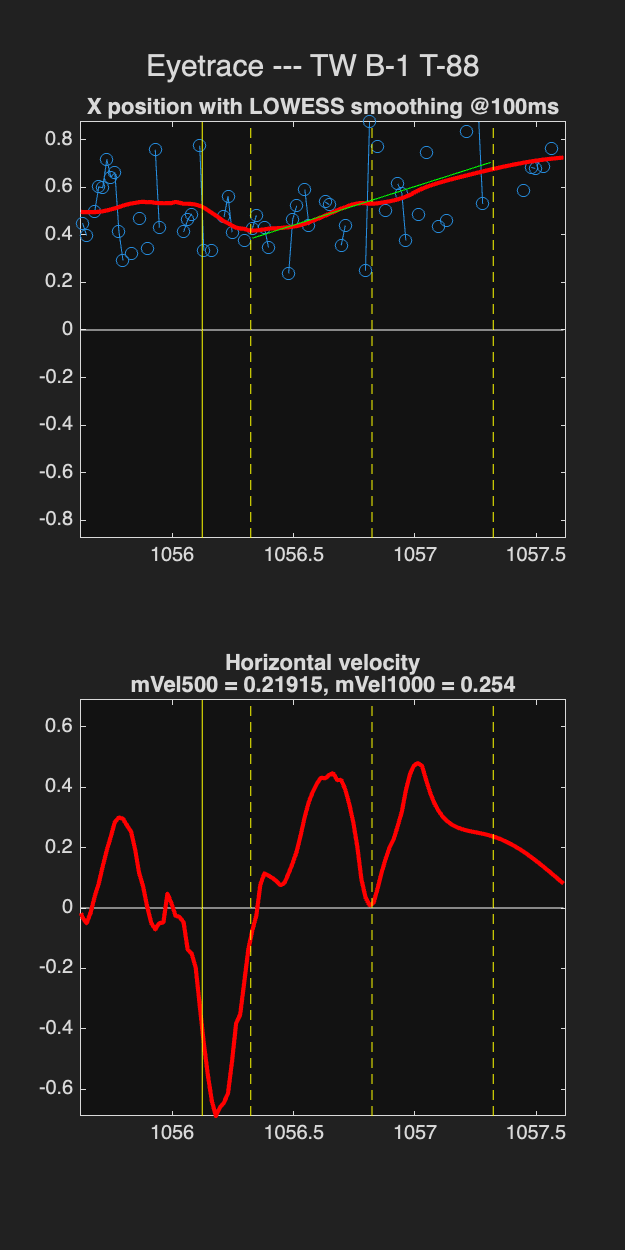 Eyetrace --- TW B-1 T-88
X position with LOWESS smoothing @100ms
0.8
0.6
0.4
0.2
0
-0.2
-0.4
-0.6
-0.8
1056 1056.5 1057 1057.5
Horizontal velocity
mVel500 = 0.21915, mVel1000 = 0.254
0.6
0.4
0.2
0
-0.2
-0.4
-0.6
1056 1056.5 1057 1057.5